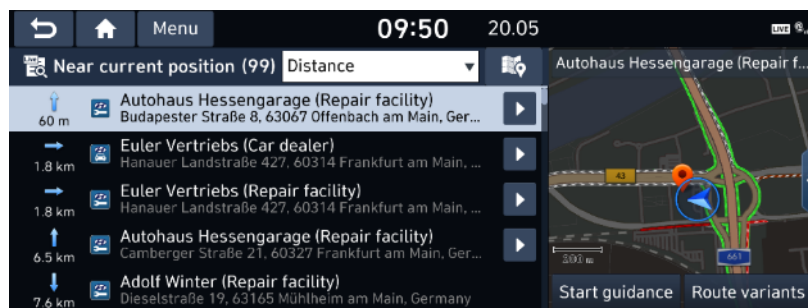 Menu
09:50
20.05
LIVE
Near current position (99)
Distance
60 m
Autohaus Hessengarage (Repair facility)
Budapester Straße 8, 63067 Offenbach am Main, Ger...
1.8 km
Euler Vertriebs (Car dealer)
Hanauer Landstraße 427, 60314 Frankfurt am Main, ...
1.8 km
Euler Vertriebs (Repair facility)
Hanauer Landstraße 427, 60314 Frankfurt am Main, ...
6.5 km
Autohaus Hessengarage (Repair facility)
Camberger Straße 21, 60327 Frankfurt am Main, Ger...
7.6 km
Adolf Winter (Repair facility)
Dieselstraße 19, 63165 Mühlheim am Main, Germany
Autohaus Hessengarage (Repair f...
43
661
200 m
Start guidance
Route variants